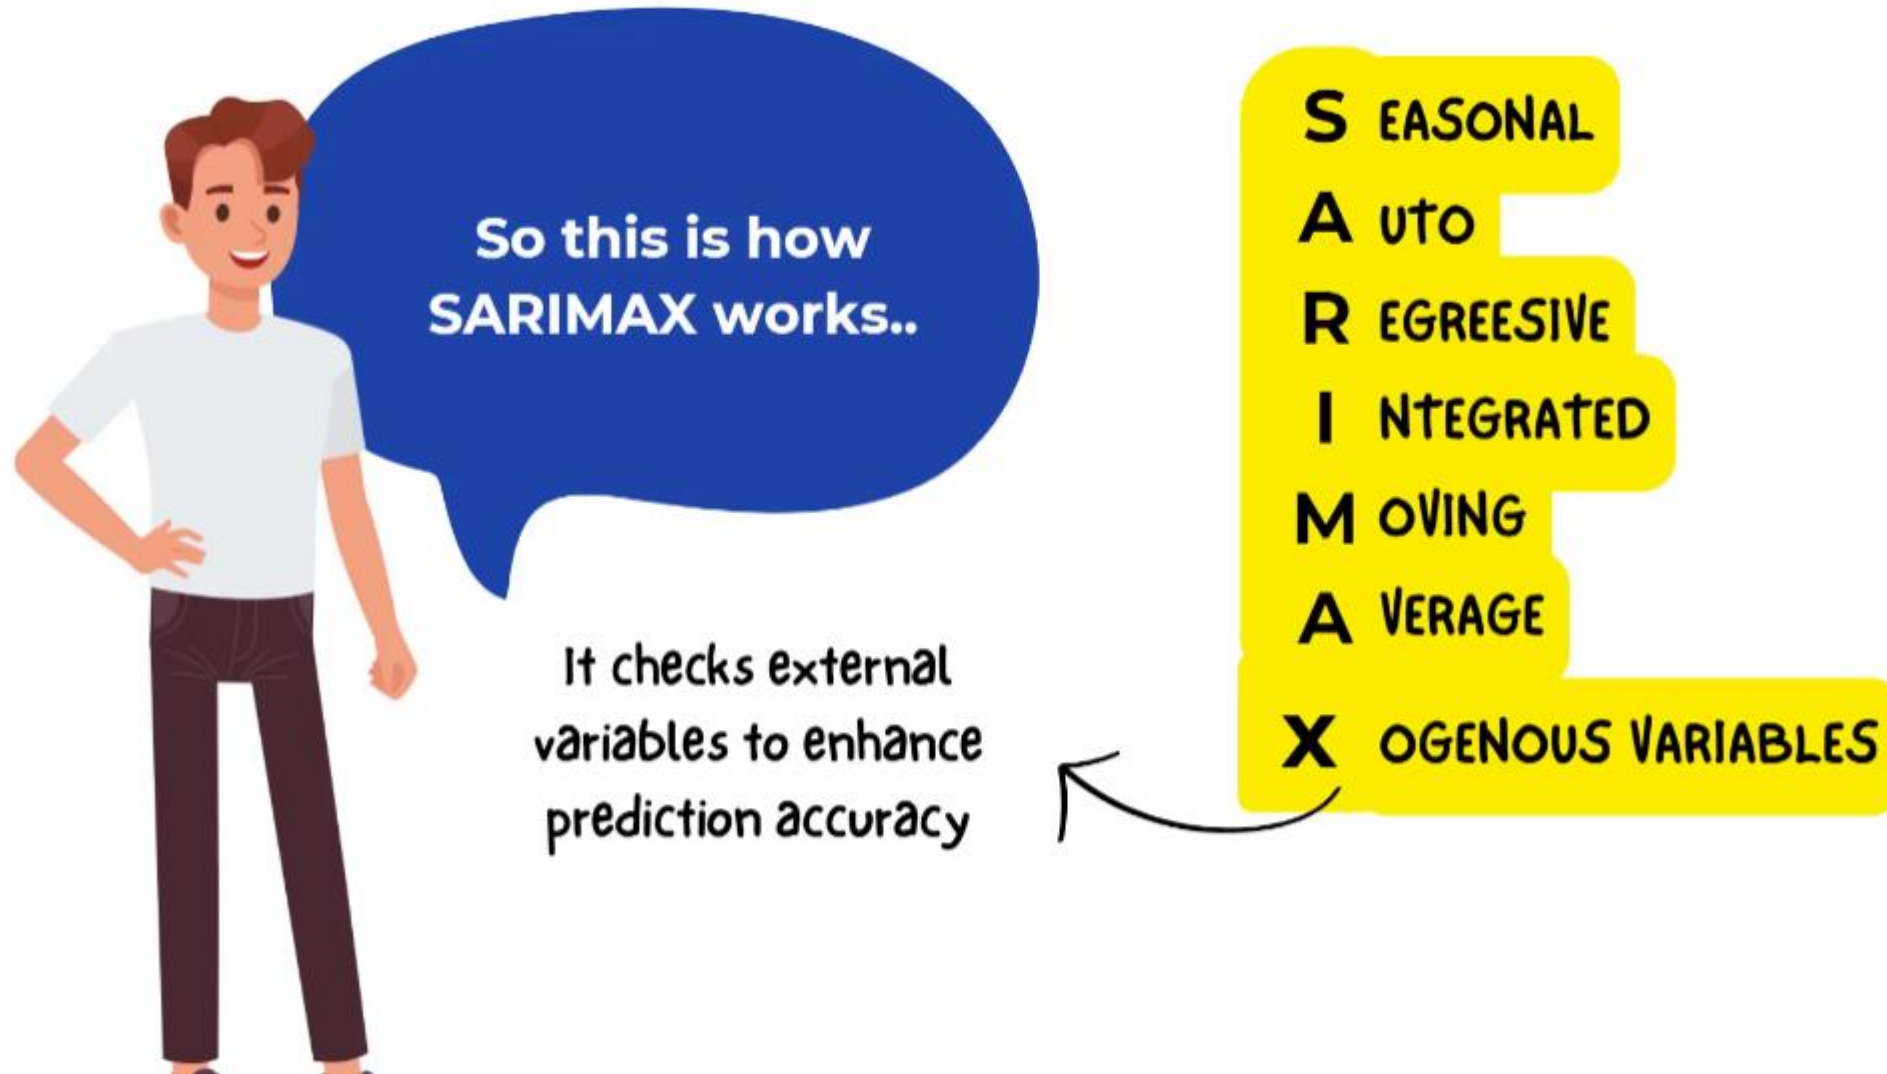 So this is how
SARIMAX works..
It checks external
variables to enhance
prediction accuracy
S EASONAL
A UTO
R EGREESIVE
I NTEGRATED
M OVING
A VERAGE
X OGENOUS VARIABLES